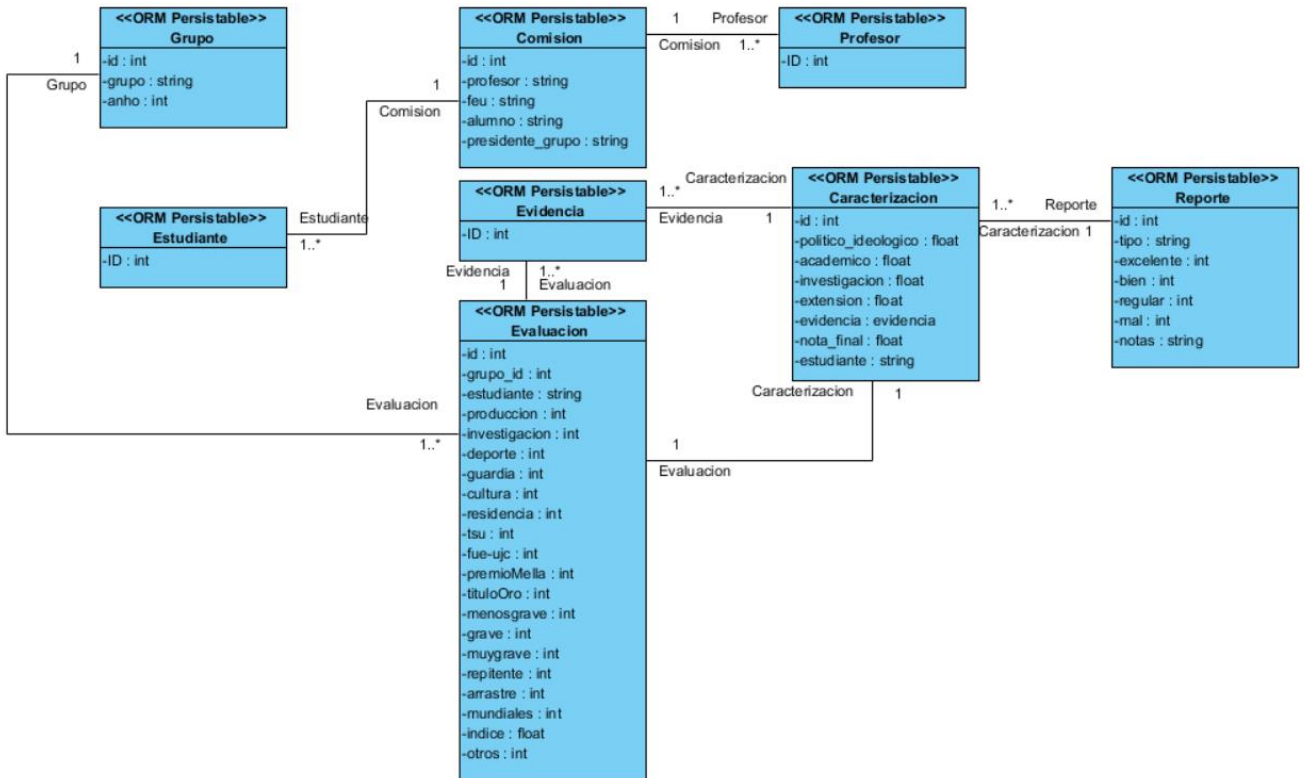 <<ORM Persistable>>
Grupo
-id : int
-grupo : string
-anho : int
1
Grupo
<<ORM Persistable>>
Comision
-id : int
-profesor : string
-feu : string
-alumno : string
-presidente_grupo : string
1
Comision
1 Profesor
Comision 1..*
<<ORM Persistable>>
Profesor
-ID : int
<<ORM Persistable>>
Estudiante
-ID : int
Estudiante
1..*
<<ORM Persistable>>
Evidencia
-ID : int
Caracterizacion
1..*
Evidencia 1
<<ORM Persistable>>
Caracterizacion
-id : int
-politico_ideologico : float
-academico : float
-investigacion : float
-extension : float
-evidencia : evidencia
-nota_final : float
-estudiante : string
1..* Reporte
Caracterizacion 1
<<ORM Persistable>>
Reporte
-id : int
-tipo : string
-excelente : int
-bien : int
-regular : int
-mal : int
-notas : string
Evidencia 1..*
1 Evaluacion
<<ORM Persistable>>
Evaluacion
-id : int
-grupo_id : int
-estudiante : string
-produccion : int
-investigacion : int
-deporte : int
-guardia : int
-cultura : int
-residencia : int
-tsu : int
-fue-ujc : int
-premioMella : int
-tituloOro : int
-menosgrave : int
-grave : int
-muygrave : int
-repitente : int
-arrastre : int
-mundiales : int
-indice : float
-otros : int
Evaluacion
1..*
Caracterizacion 1
1
Evaluacion